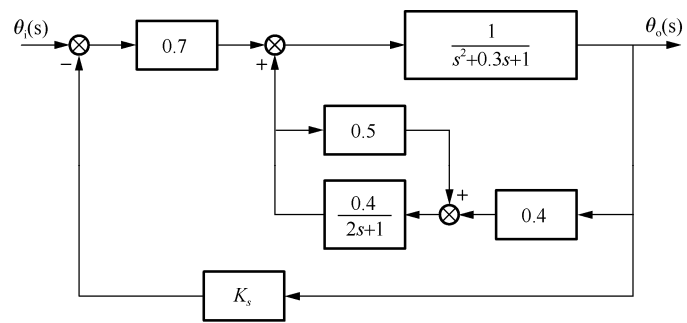 θi(s)
0.7
1
s²+0.3s+1
θo(s)
−
+
0.5
+
0.4
2s+1
0.4
Ks